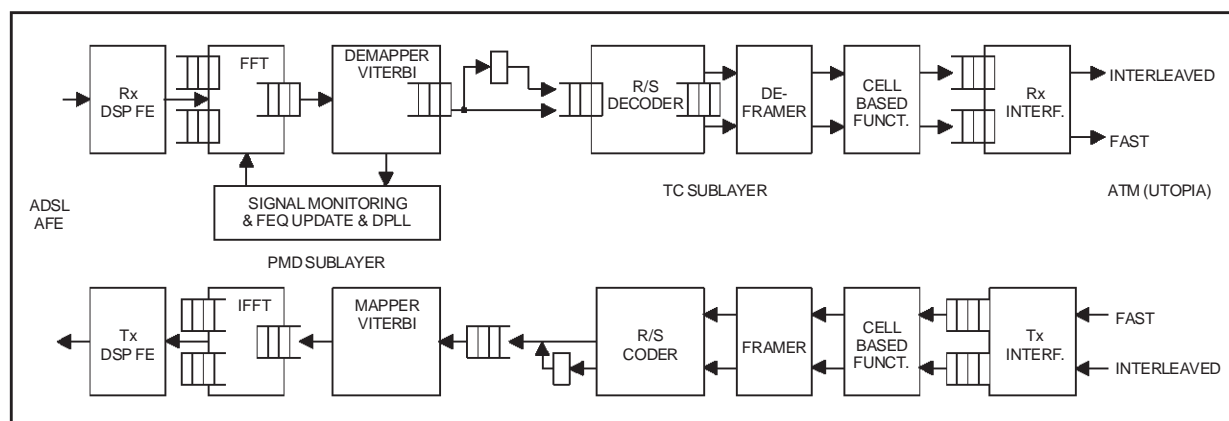 Rx
DSP FE
FFT
DEMAPPER
VITERBI
R/S
DECODER
DE-
FRAMER
CELL
BASED
FUNCT.
Rx
INTERF.
INTERLEAVED
FAST
SIGNAL MONITORING
& FEQ UPDATE & DPLL
TC SUBLAYER
ATM (UTOPIA)
ADSL
AFE
PMD SUBLAYER
Tx
DSP FE
IFFT
MAPPER
VITERBI
R/S
CODER
FRAMER
CELL
BASED
FUNCT.
Tx
INTERF.
FAST
INTERLEAVED